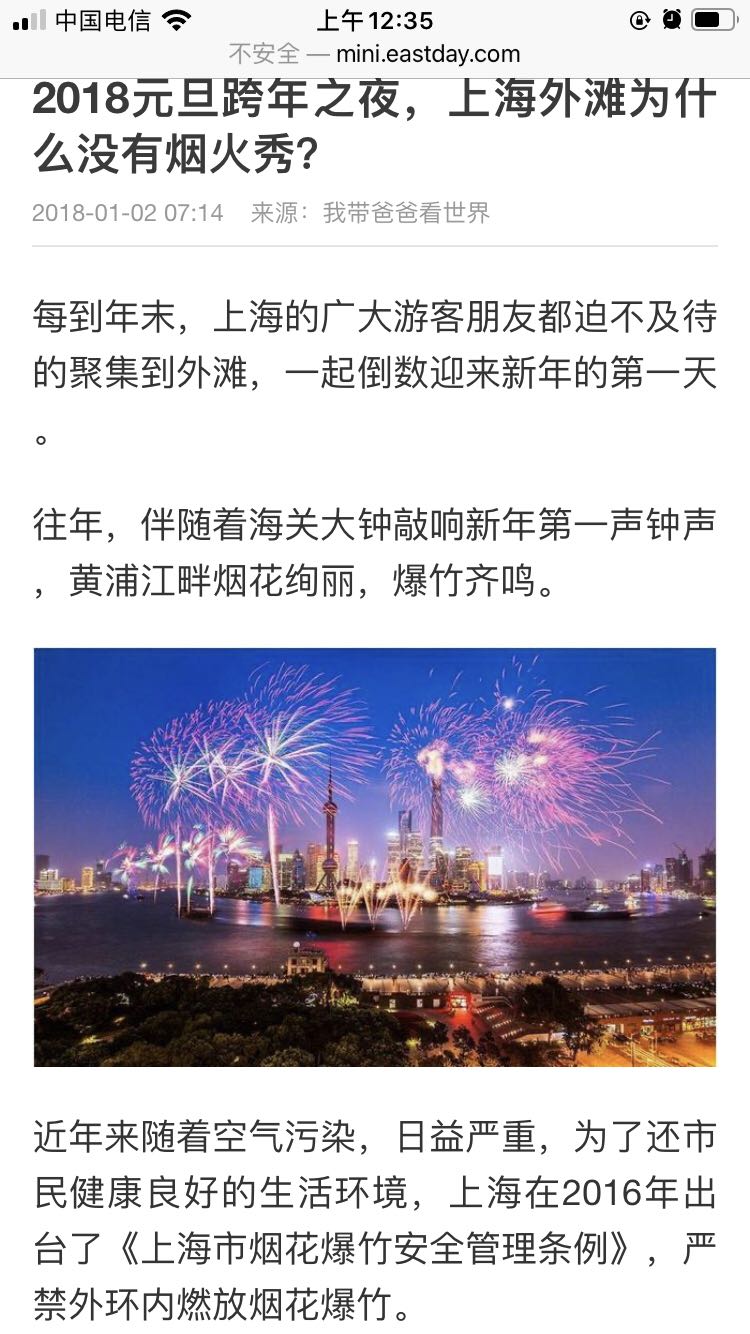 中国电信 上午12:35
不安全 — mini.eastday.com
2018元旦跨年之夜，上海外滩为什
么没有烟火秀?
2018-01-02 07:14 来源：我带爸爸看世界
每到年末，上海的广大游客朋友都迫不及待
的聚集到外滩，一起倒数迎来新年的第一天
。
往年，伴随着海关大钟敲响新年第一声钟声
，黄浦江畔烟花绚丽，爆竹齐鸣。
近年来随着空气污染，日益严重，为了还市
民健康良好的生活环境，上海在2016年出
台了《上海市烟花爆竹安全管理条例》，严
禁外环内燃放烟花爆竹。